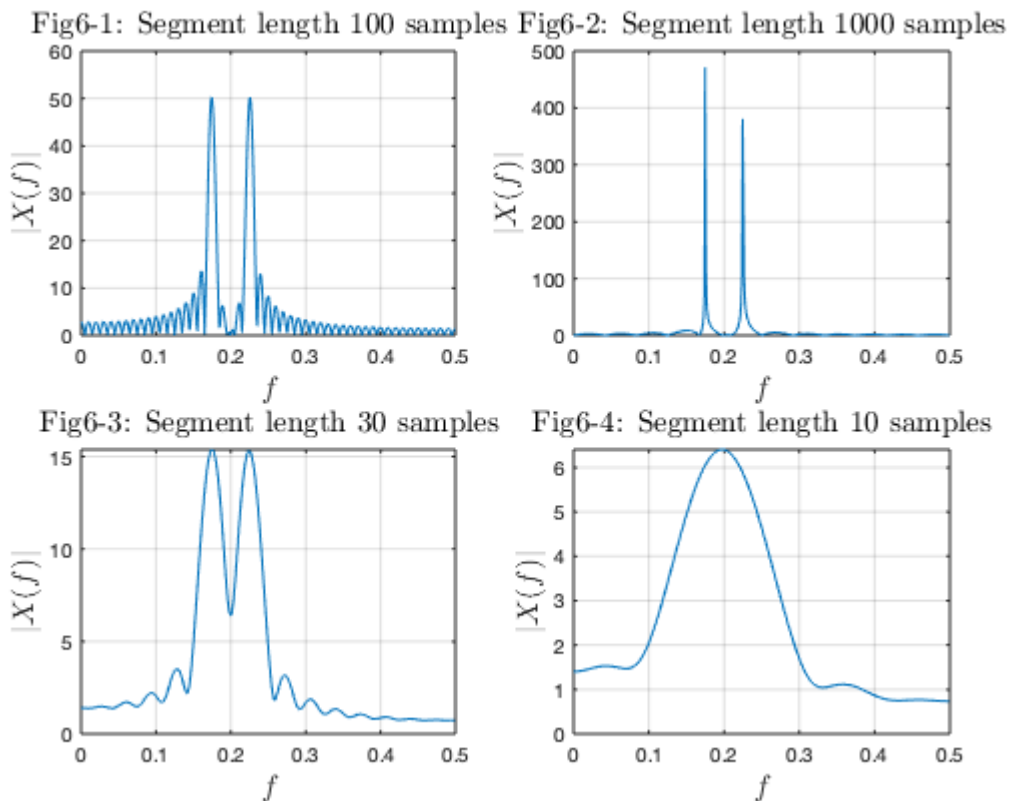 Fig6-1: Segment length 100 samples
60
50
40
30
20
10
0
|X(f)|
0 0.1 0.2 0.3 0.4 0.5
f
Fig6-2: Segment length 1000 samples
500
400
300
200
100
0
|X(f)|
0 0.1 0.2 0.3 0.4 0.5
f
Fig6-3: Segment length 30 samples
15
10
5
0
|X(f)|
0 0.1 0.2 0.3 0.4 0.5
f
Fig6-4: Segment length 10 samples
6
5
4
3
2
1
0
|X(f)|
0 0.1 0.2 0.3 0.4 0.5
f